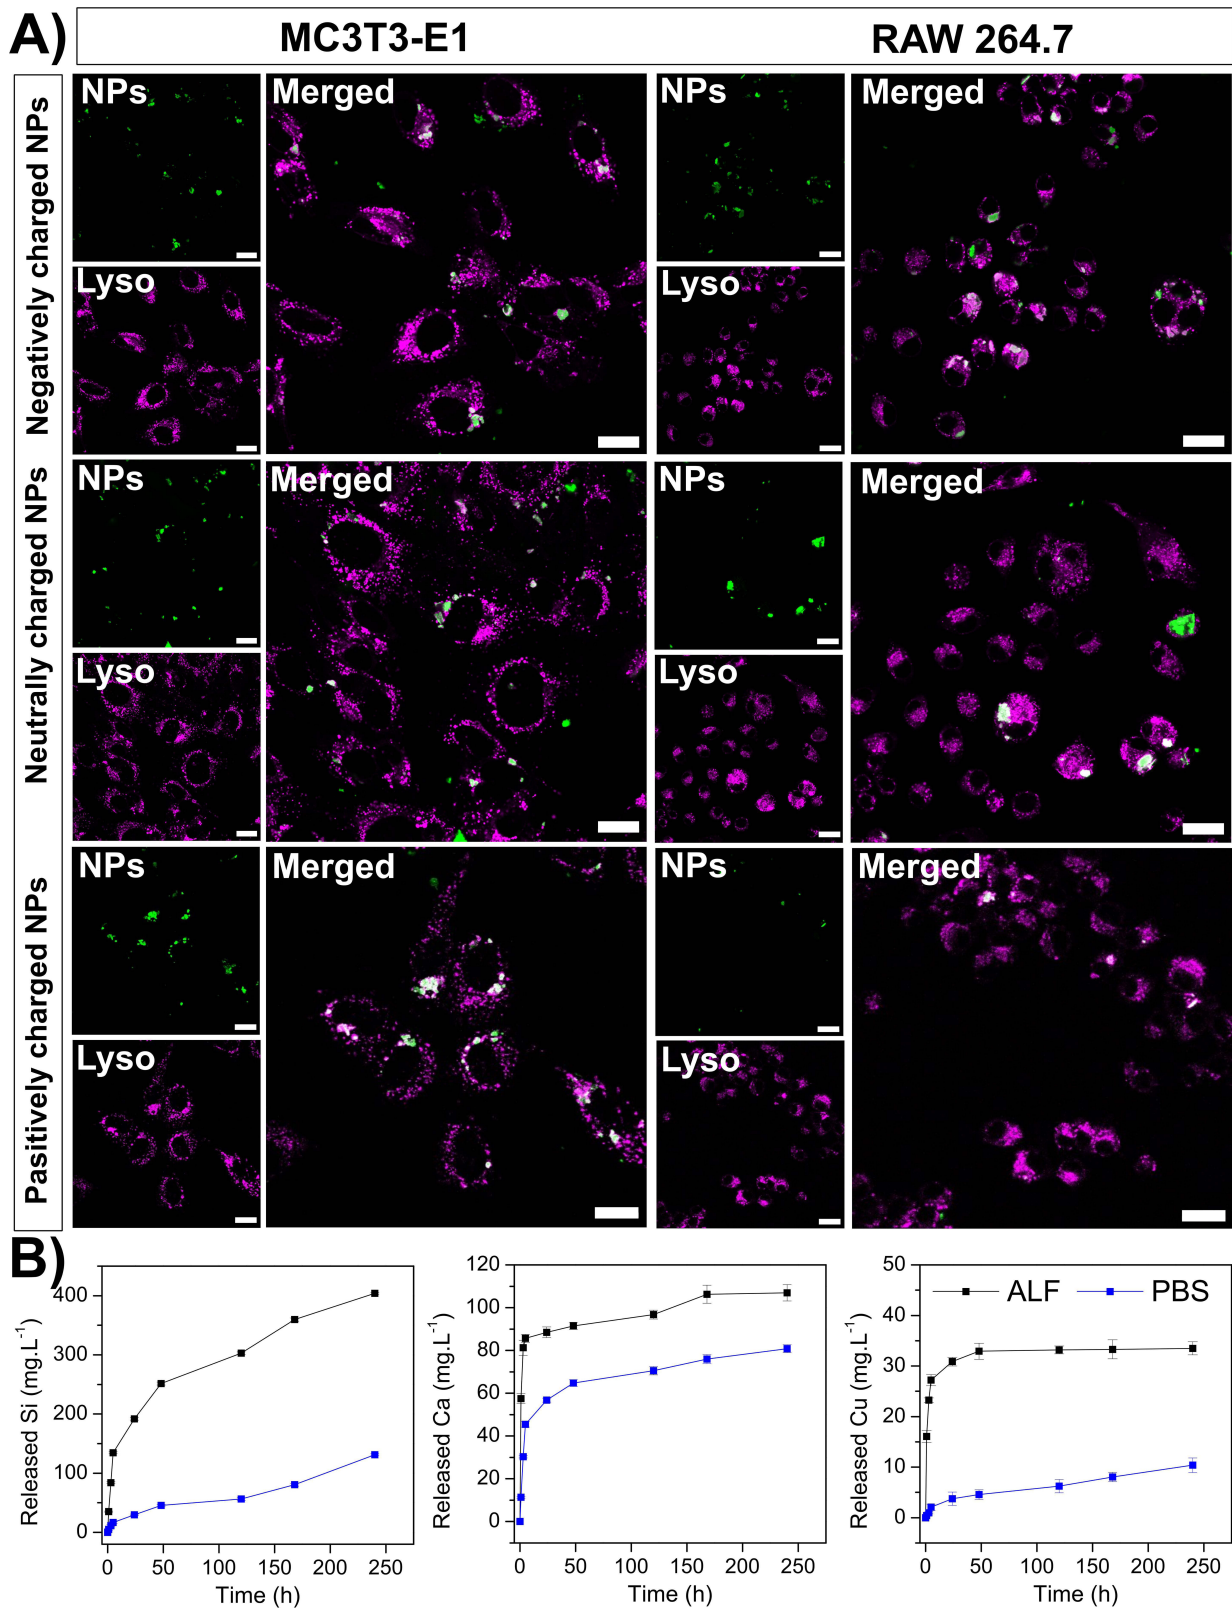 A)
MC3T3-E1
RAW 264.7
Negatively charged NPs
NPs
Merged
NPs
Merged
Lyso
Lyso
Neutrally charged NPs
NPs
Merged
NPs
Merged
Lyso
Lyso
Pasitively charged NPs
NPs
Merged
NPs
Merged
Lyso
Lyso
B)
Released Si (mg.L⁻¹)
400
300
200
100
0
0 50 100 150 200 250
Time (h)
Released Ca (mg.L⁻¹)
120
100
80
60
40
20
0
0 50 100 150 200 250
Time (h)
Released Cu (mg.L⁻¹)
50
40
30
20
10
0
ALF PBS
0 50 100 150 200 250
Time (h)